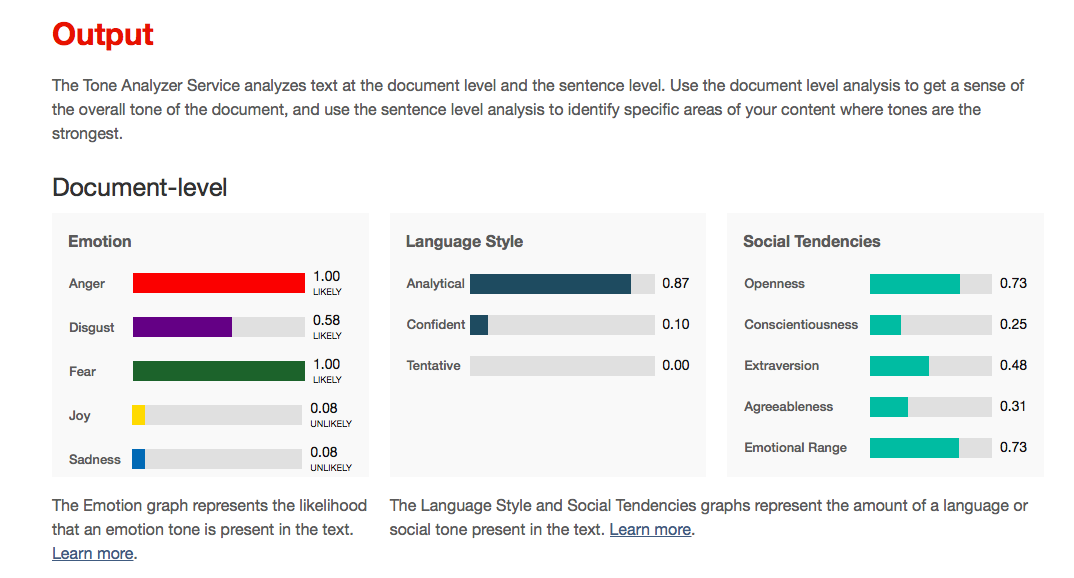 Output
The Tone Analyzer Service analyzes text at the document level and the sentence level. Use the document level analysis to get a sense of
the overall tone of the document, and use the sentence level analysis to identify specific areas of your content where tones are the
strongest.
Document-level
Emotion
Anger 1.00
LIKELY
Disgust 0.58
LIKELY
Fear 1.00
LIKELY
Joy 0.08
UNLIKELY
Sadness 0.08
UNLIKELY
The Emotion graph represents the likelihood
that an emotion tone is present in the text.
Learn more.
Language Style
Analytical 0.87
Confident 0.10
Tentative 0.00
Social Tendencies
Openness 0.73
Conscientiousness 0.25
Extraversion 0.48
Agreeableness 0.31
Emotional Range 0.73
The Language Style and Social Tendencies graphs represent the amount of a language or
social tone present in the text. Learn more.